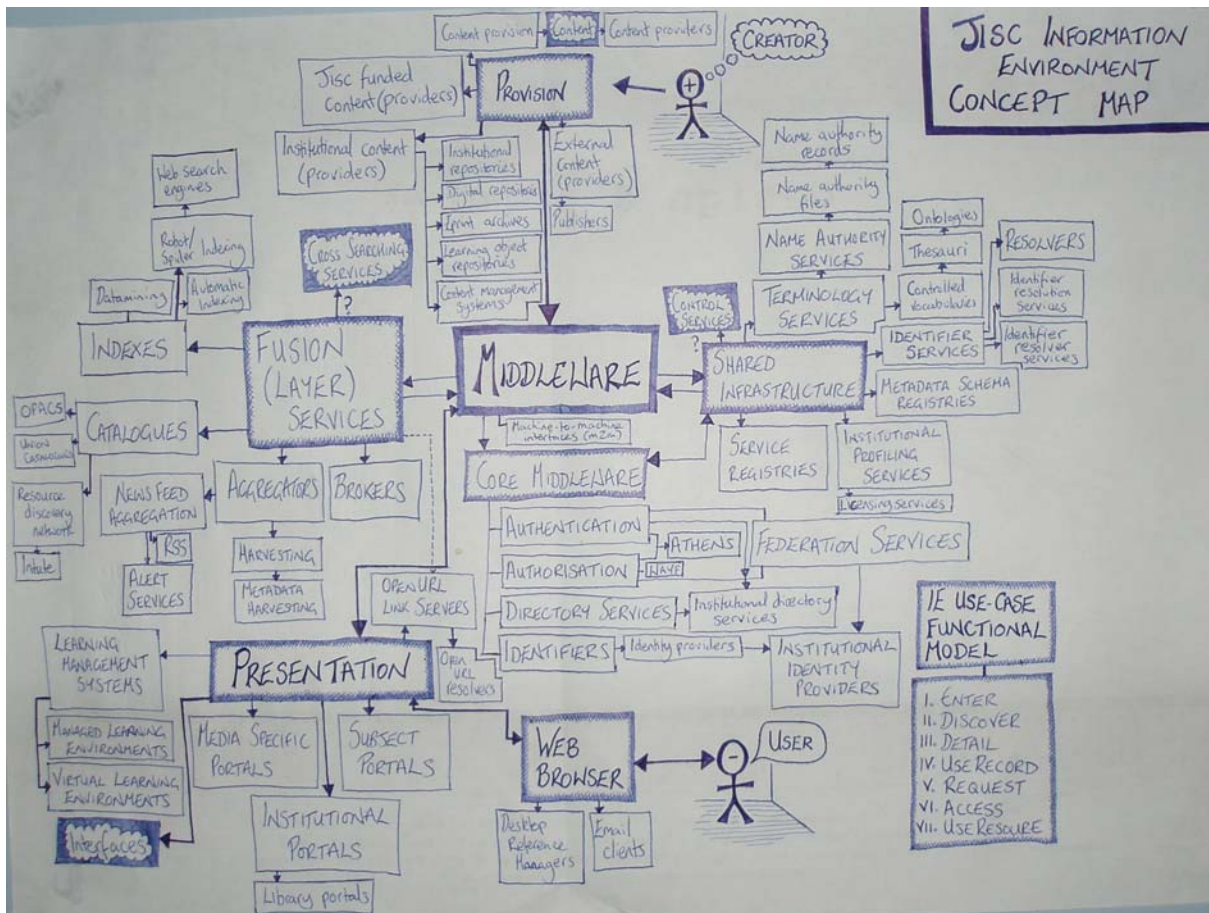 JISC INFORMATION
ENVIRONMENT
CONCEPT MAP
Content provision
Content
Content providers
CREATOR
JISC funded
Content (providers)
PROVISION
+
Institutional content
(providers)
Institutional
repositories
Digital repositories
Eprint archives
Learning object
repositories
Content Management
Systems
External
Content
(providers)
Publishers
Name authority
records
Name authority
files
NAME AUTHORITY
SERVICES
Ontologies
Thesauri
Controlled
Vocabularies
TERMINOLOGY
SERVICES
RESOLVERS
Identifier
resolution
Services
Identifier
resolver
services
IDENTIFIER
SERVICES
Web search
engines
Robot/
Spider Indexing
Automatic
Indexing
Datamining
INDEXES
CROSS SEARCHING
SERVICES
?
FUSION
(LAYER)
SERVICES
MIDDLEWARE
Machine-to-machine
interfaces (m2m)
CONTROL
SERVICES
?
SHARED
INFRASTRUCTURE
METADATA SCHEMA
REGISTRIES
SERVICE
REGISTRIES
INSTITUTIONAL
PROFILING
SERVICES
Licensing services
OPACS
UNION
CATALOGUES
CATALOGUES
Resource
discovery
network
Intute
NEWS FEED
AGGREGATION
RSS
ALERT
SERVICES
AGGREGATORS
BROKERS
HARVESTING
METADATA
HARVESTING
CORE MIDDLEWARE
AUTHENTICATION
ATHENS
AUTHORISATION
WAYF
FEDERATION SERVICES
DIRECTORY SERVICES
Institutional directory
services
IDENTIFIERS
Identity providers
INSTITUTIONAL
IDENTITY
PROVIDERS
OPEN URL
LINK SERVERS
Open
URL
resolvers
LEARNING
MANAGEMENT
SYSTEMS
MANAGED LEARNING
ENVIRONMENTS
VIRTUAL LEARNING
ENVIRONMENTS
Interfaces
PRESENTATION
MEDIA SPECIFIC
PORTALS
SUBJECT
PORTALS
INSTITUTIONAL
PORTALS
Library portals
WEB
BROWSER
Desktop
Reference
Managers
Email
clients
-
USER
IE USE-CASE
FUNCTIONAL
MODEL
I. ENTER
II. DISCOVER
III. DETAIL
IV. USE RECORD
V. REQUEST
VI. ACCESS
VII. USE RESOURE